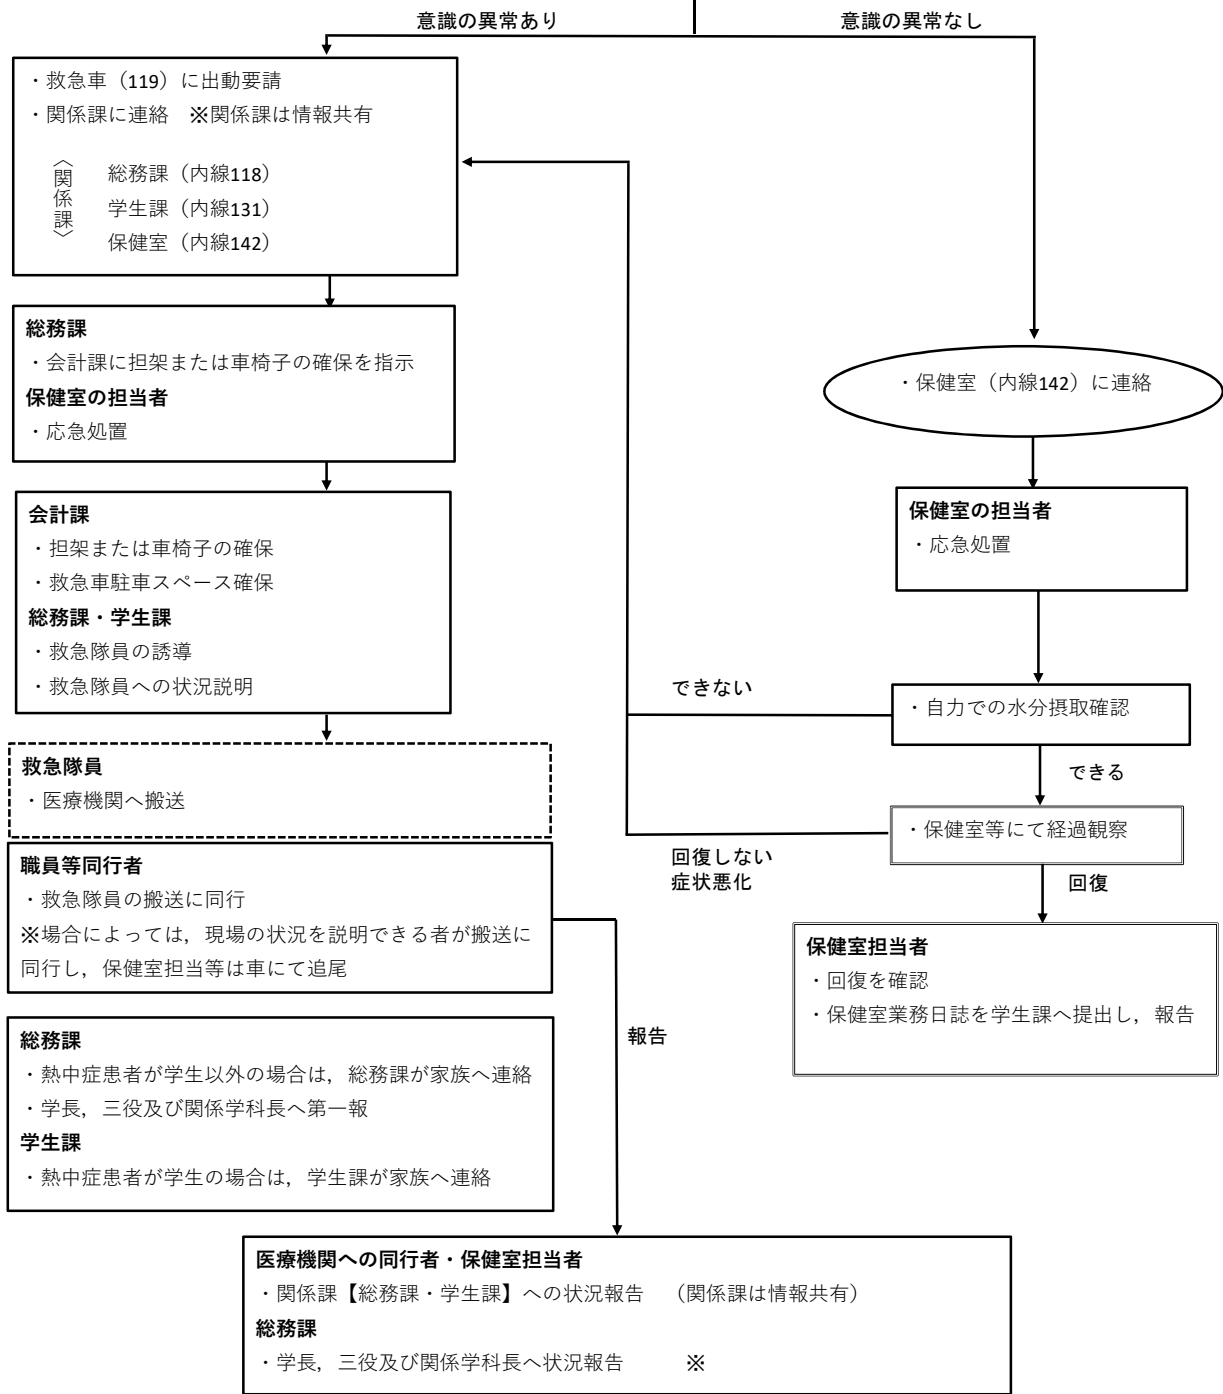 意識の異常あり
意識の異常なし
・救急車（119）に出動要請
・関係課に連絡　※関係課は情報共有
〈関係課〉
総務課（内線118）
学生課（内線131）
保健室（内線142）
総務課
・会計課に担架または車椅子の確保を指示
保健室の担当者
・応急処置
会計課
・担架または車椅子の確保
・救急車駐車スペース確保
総務課・学生課
・救急隊員の誘導
・救急隊員への状況説明
救急隊員
・医療機関へ搬送
職員等同行者
・救急隊員の搬送に同行
※場合によっては，現場の状況を説明できる者が搬送に
同行し，保健室担当等は車にて追尾
総務課
・熱中症患者が学生以外の場合は，総務課が家族へ連絡
・学長，三役及び関係学科長へ第一報
学生課
・熱中症患者が学生の場合は，学生課が家族へ連絡
・保健室（内線142）に連絡
保健室の担当者
・応急処置
・自力での水分摂取確認
できない
できる
・保健室等にて経過観察
回復しない
症状悪化
回復
保健室担当者
・回復を確認
・保健室業務日誌を学生課へ提出し，報告
報告
医療機関への同行者・保健室担当者
・関係課【総務課・学生課】への状況報告　（関係課は情報共有）
総務課
・学長，三役及び関係学科長へ状況報告　　※